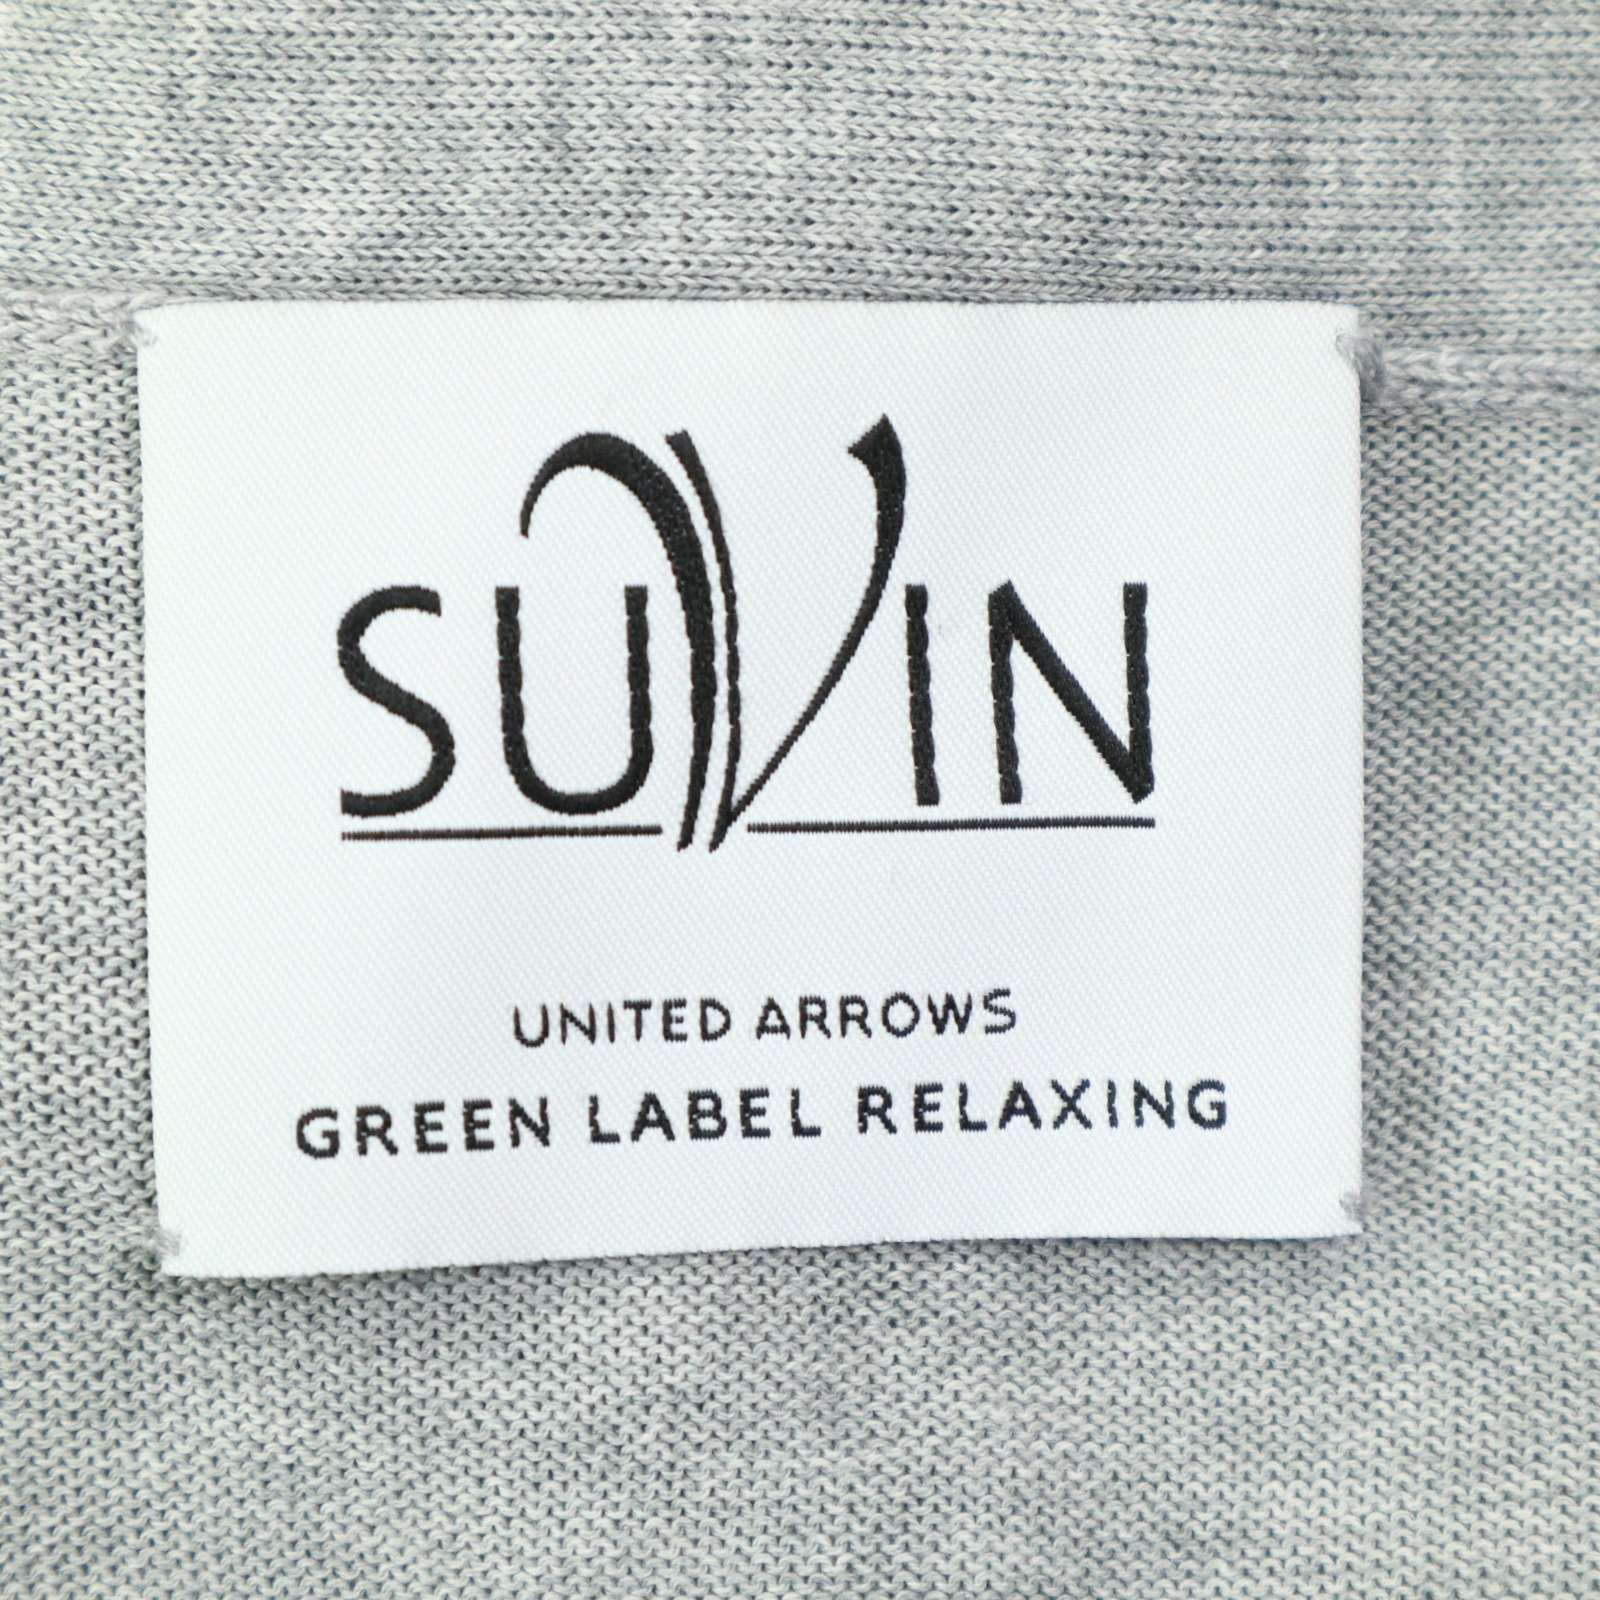 SUVIN
UNITED ARROWS
GREEN LABEL RELAXING